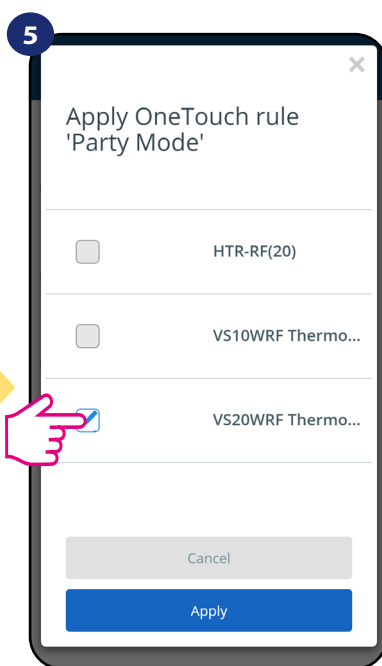 5
Apply OneTouch rule
'Party Mode'
HTR-RF(20)
VS10WRF Thermo...
VS20WRF Thermo...
Cancel
Apply